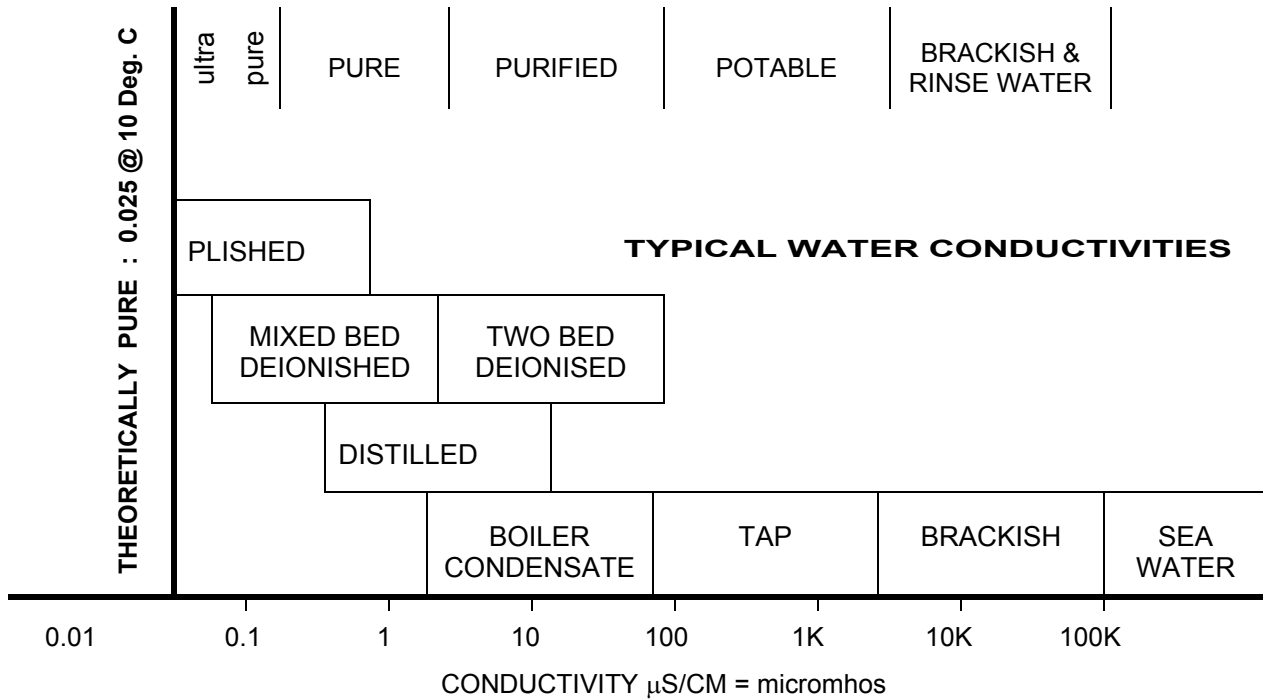 THEORETICALLY PURE : 0.025 @ 10 Deg. C
ultra
pure
PURE
PURIFIED
POTABLE
BRACKISH &
RINSE WATER
PLISHED
TYPICAL WATER CONDUCTIVITIES
MIXED BED
DEIONISHED
TWO BED
DEIONISED
DISTILLED
BOILER
CONDENSATE
TAP
BRACKISH
SEA
WATER
0.01 0.1 1 10 100 1K 10K 100K
CONDUCTIVITY μS/CM = micromhos